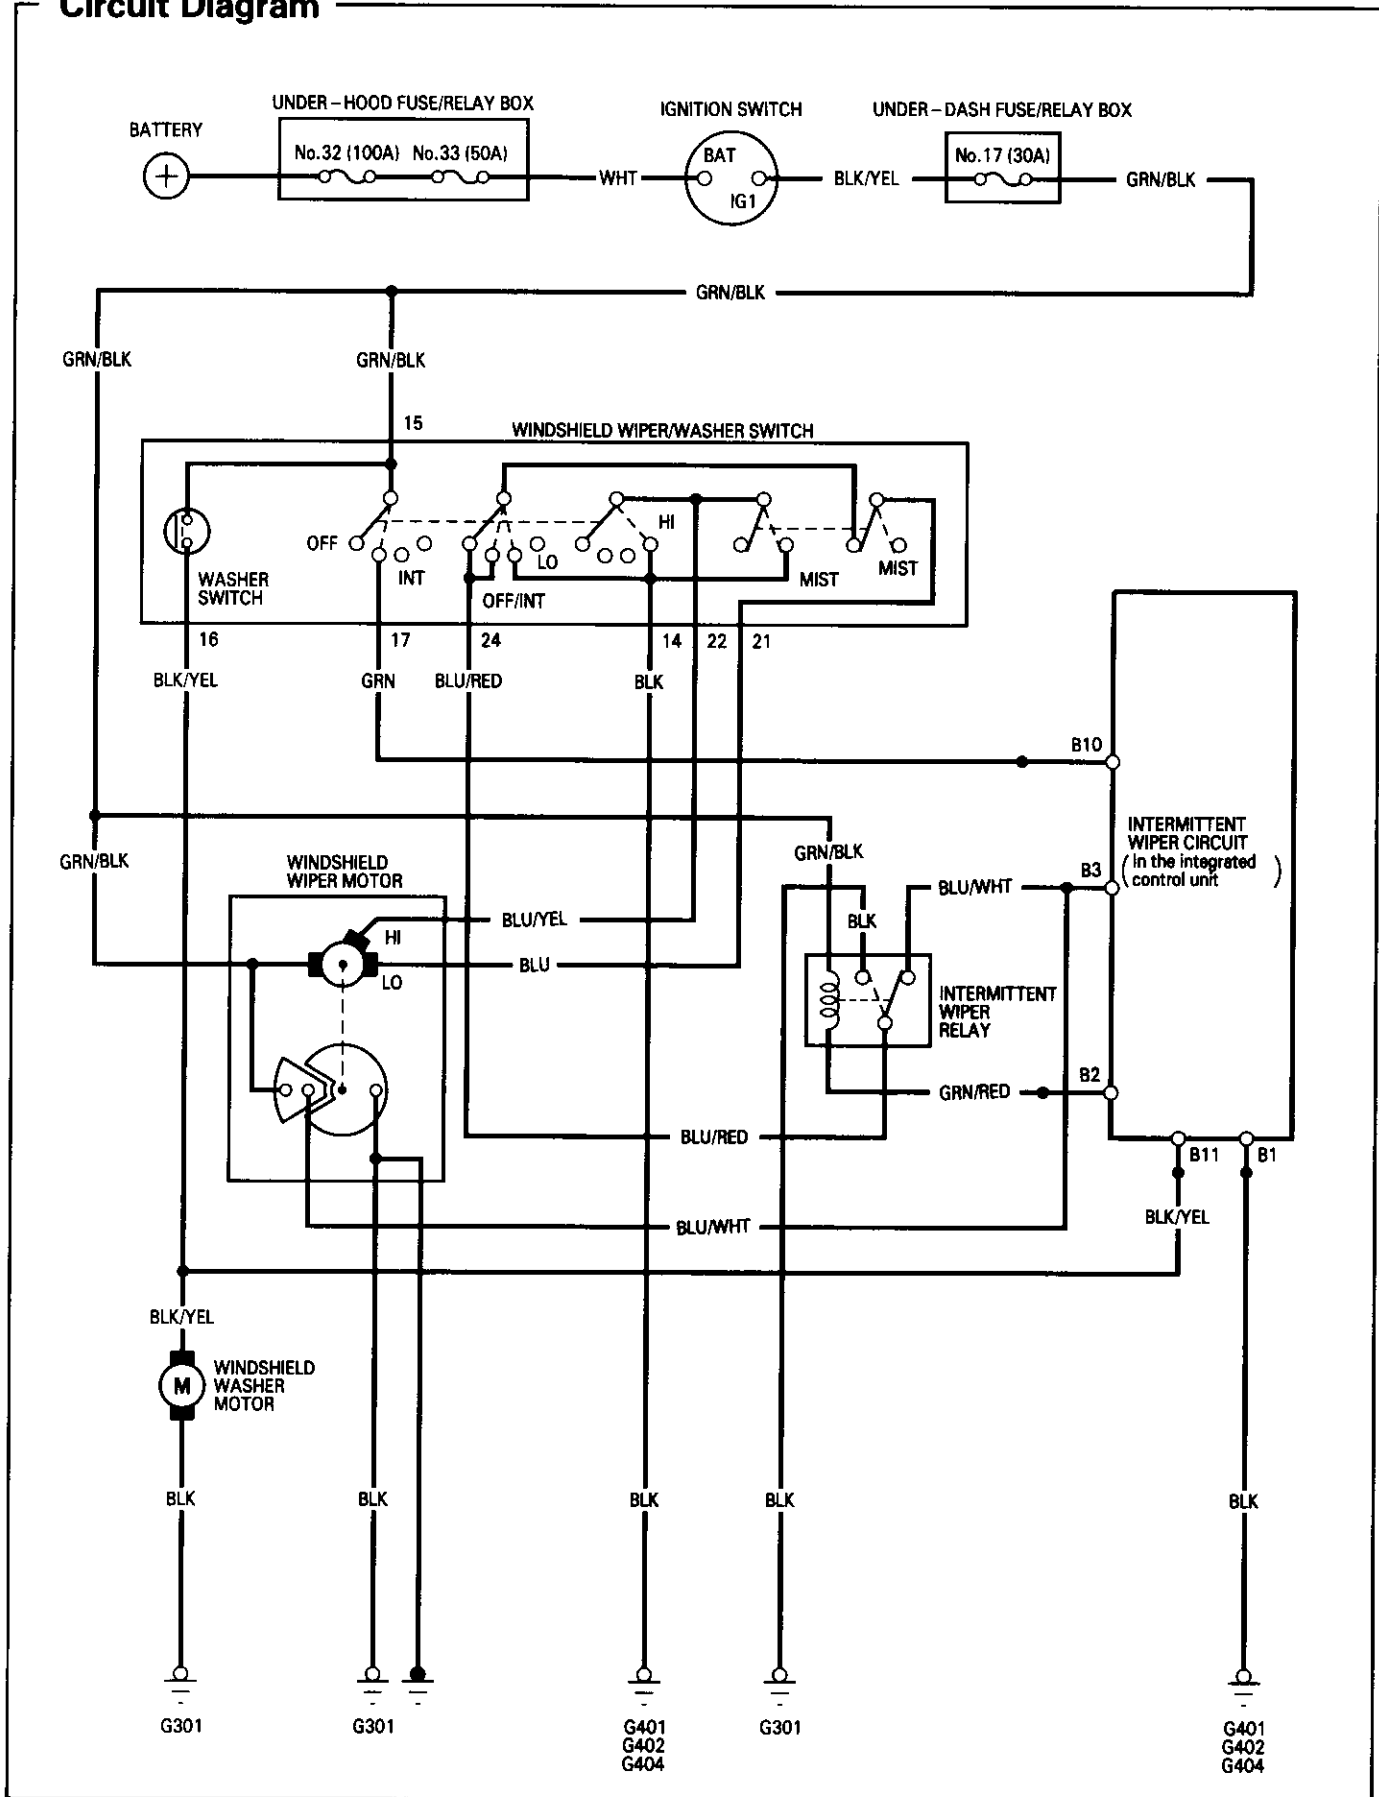 Circuit Diagram
UNDER-HOOD FUSE/RELAY BOX
IGNITION SWITCH
UNDER-DASH FUSE/RELAY BOX
BATTERY
+
No.32 (100A) No.33 (50A)
WHT
BAT
IG1
BLK/YEL
No.17 (30A)
GRN/BLK
GRN/BLK
GRN/BLK
GRN/BLK
15
WINDSHIELD WIPER/WASHER SWITCH
HI
OFF
INT
LO
OFF/INT
MIST
MIST
WASHER
SWITCH
16
17
24
14
22
21
BLK/YEL
GRN
BLU/RED
BLK
B10
GRN/BLK
WINDSHIELD
WIPER MOTOR
GRN/BLK
INTERMITTENT
WIPER CIRCUIT
(In the integrated
control unit)
B3
BLU/WHT
BLK
BLU/YEL
HI
BLU
LO
INTERMITTENT
WIPER
RELAY
GRN/RED
B2
BLU/RED
B11
B1
BLU/WHT
BLK/YEL
BLK/YEL
M
WINDSHIELD
WASHER
MOTOR
BLK
BLK
BLK
BLK
BLK
G301
G301
G401
G402
G404
G301
G401
G402
G404